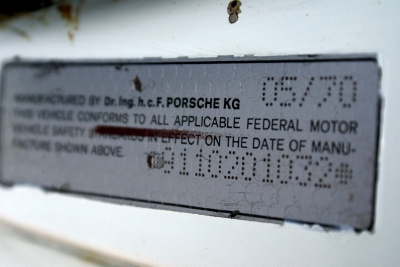 MANUFACTURED BY Dr. Ing. h.c.F. PORSCHE KG 05/70
THIS VEHICLE CONFORMS TO ALL APPLICABLE FEDERAL MOTOR
VEHICLE SAFETY STANDARDS IN EFFECT ON THE DATE OF MANU-
FACTURE SHOWN ABOVE. *9110201032*